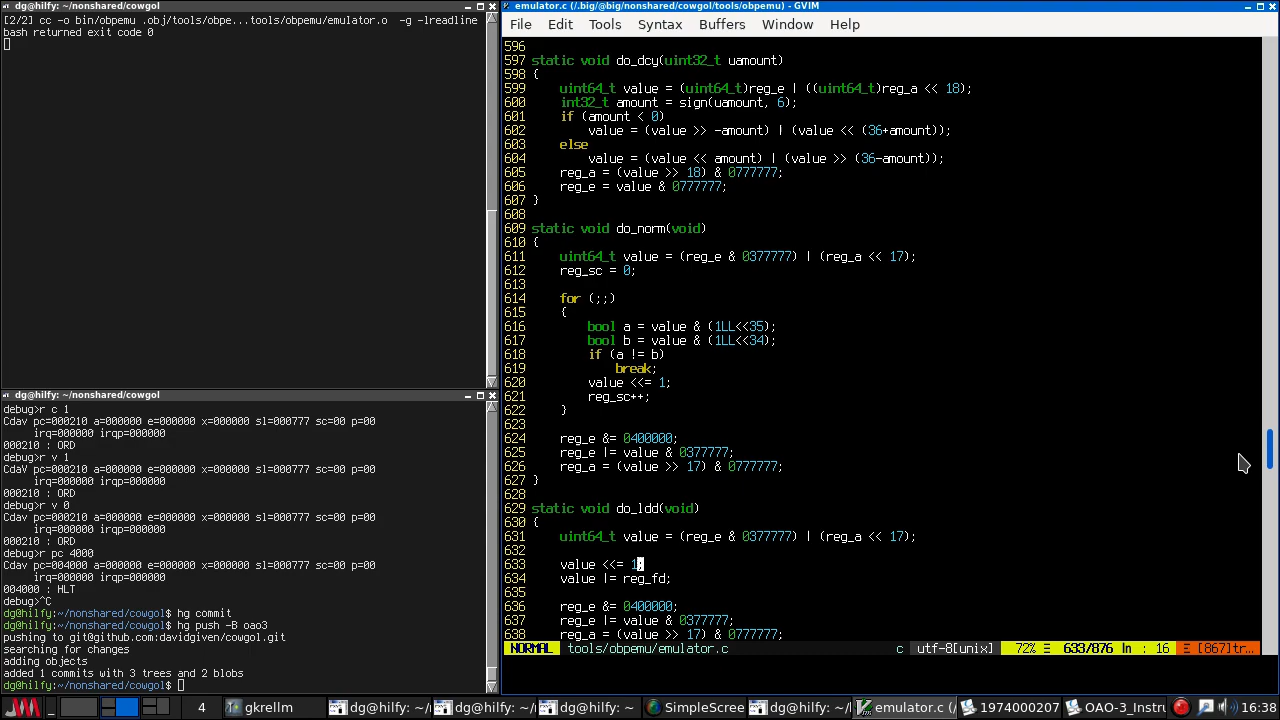 dg@hilfy: ~/nonshared/cowgol
[2/2] cc -o bin/obpemu .obj/tools/obpe...tools/obpemu/emulator.o  -g -lreadline
bash returned exit code 0
dg@hilfy: ~/nonshared/cowgol
debug>r c 1
Cdav pc=000210 a=000000 e=000000 x=000000 sl=000777 sc=00 p=00
irq=000000 irqp=000000
000210 : ORD
debug>r v 1
CdaV pc=000210 a=000000 e=000000 x=000000 sl=000777 sc=00 p=00
irq=000000 irqp=000000
000210 : ORD
debug>r v 0
Cdav pc=000210 a=000000 e=000000 x=000000 sl=000777 sc=00 p=00
irq=000000 irqp=000000
000210 : ORD
debug>r pc 4000
Cdav pc=004000 a=000000 e=000000 x=000000 sl=000777 sc=00 p=00
irq=000000 irqp=000000
004000 : HLT
debug>^C
dg@hilfy:~/nonshared/cowgol$ hg commit
dg@hilfy:~/nonshared/cowgol$ hg push -B oao3
pushing to git@github.com:davidgiven/cowgol.git
searching for changes
adding objects
added 1 commits with 3 trees and 2 blobs
dg@hilfy:~/nonshared/cowgol$
emulator.c (/.big/@big/nonshared/cowgol/tools/obpemu) - GVIM
File Edit Tools Syntax Buffers Window Help
596
597 static void do_dcy(uint32_t uamount)
598 {
599     uint64_t value = (uint64_t)reg_e | ((uint64_t)reg_a << 18);
600     int32_t amount = sign(uamount, 6);
601     if (amount < 0)
602         value = (value >> -amount) | (value << (36+amount));
603     else
604         value = (value << amount) | (value >> (36-amount));
605     reg_a = (value >> 18) & 0777777;
606     reg_e = value & 0777777;
607 }
608
609 static void do_norm(void)
610 {
611     uint64_t value = (reg_e & 0377777) | (reg_a << 17);
612     reg_sc = 0;
613
614     for (;;)
615     {
616         bool a = value & (1LL<<35);
617         bool b = value & (1LL<<34);
618         if (a != b)
619             break;
620         value <<= 1;
621         reg_sc++;
622     }
623
624     reg_e &= 0400000;
625     reg_e |= value & 0377777;
626     reg_a = (value >> 17) & 0777777;
627 }
628
629 static void do_ldd(void)
630 {
631     uint64_t value = (reg_e & 0377777) | (reg_a << 17);
632
633     value <<= 1;
634     value |= reg_fd;
635
636     reg_e &= 0400000;
637     reg_e |= value & 0377777;
638     reg_a = (value >> 17) & 0777777;
NORMAL tools/obpemu/emulator.c c utf-8[unix] 72% Ξ 633/876 ln : 16 Ξ [867]tr…
4 gkrellm dg@hilfy: ~/ dg@hilfy: ~/ dg@hilfy: ~ SimpleScree dg@hilfy: ~/ emulator.c ( 1974000207 OAO-3_Instru 16:38